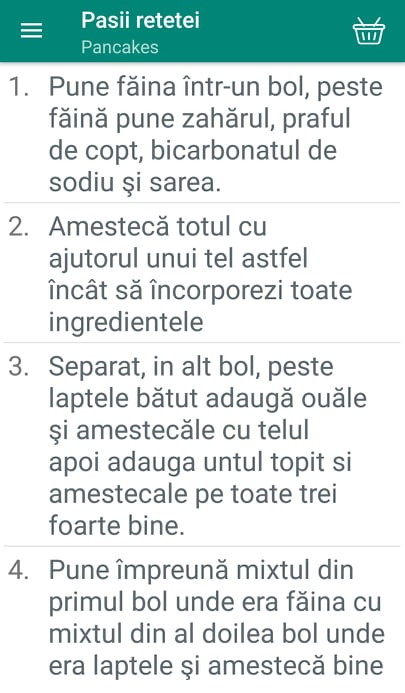 Pasii retetei
Pancakes
1. Pune făina într-un bol, peste
făină pune zahărul, praful
de copt, bicarbonatul de
sodiu şi sarea.
2. Amestecă totul cu
ajutorul unui tel astfel
încât să încorporezi toate
ingredientele
3. Separat, in alt bol, peste
laptele bătut adaugă ouăle
şi amestecăle cu telul
apoi adauga untul topit si
amestecale pe toate trei
foarte bine.
4. Pune împreună mixtul din
primul bol unde era făina cu
mixtul din al doilea bol unde
era laptele şi amestecă bine